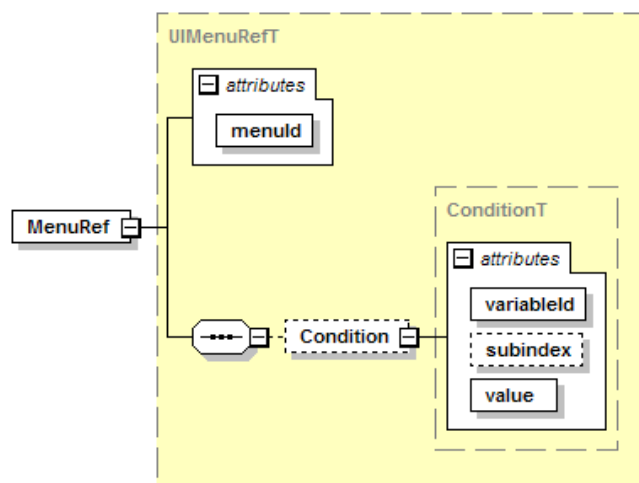 UIMenuRefT
attributes
menuId
MenuRef
ConditionT
attributes
variableId
Condition
subindex
value